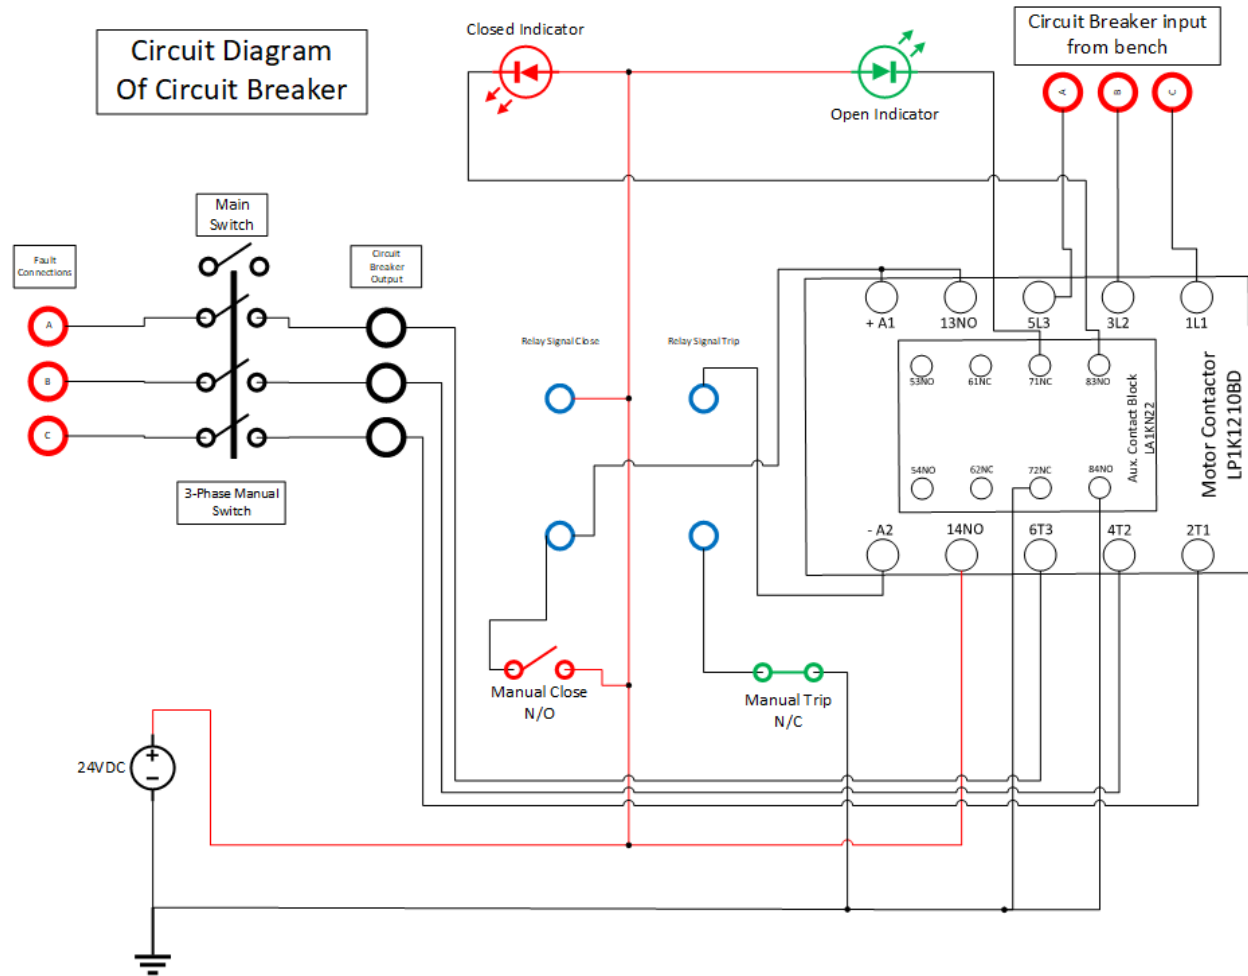 Circuit Diagram
Of Circuit Breaker
Closed Indicator
Open Indicator
Circuit Breaker input
from bench
A
B
C
Main
Switch
Fault
Connections
Circuit
Breaker
Output
A
B
C
3-Phase Manual
Switch
Relay Signal Close
Relay Signal Trip
+ A1
13NO
5L3
3L2
1L1
53NO
61NC
71NC
83NO
54NO
62NC
72NC
84NO
Aux. Contact Block
LA1KN22
Motor Contactor
LP1K1210BD
- A2
14NO
6T3
4T2
2T1
Manual Close
N/O
Manual Trip
N/C
24VDC
+
−